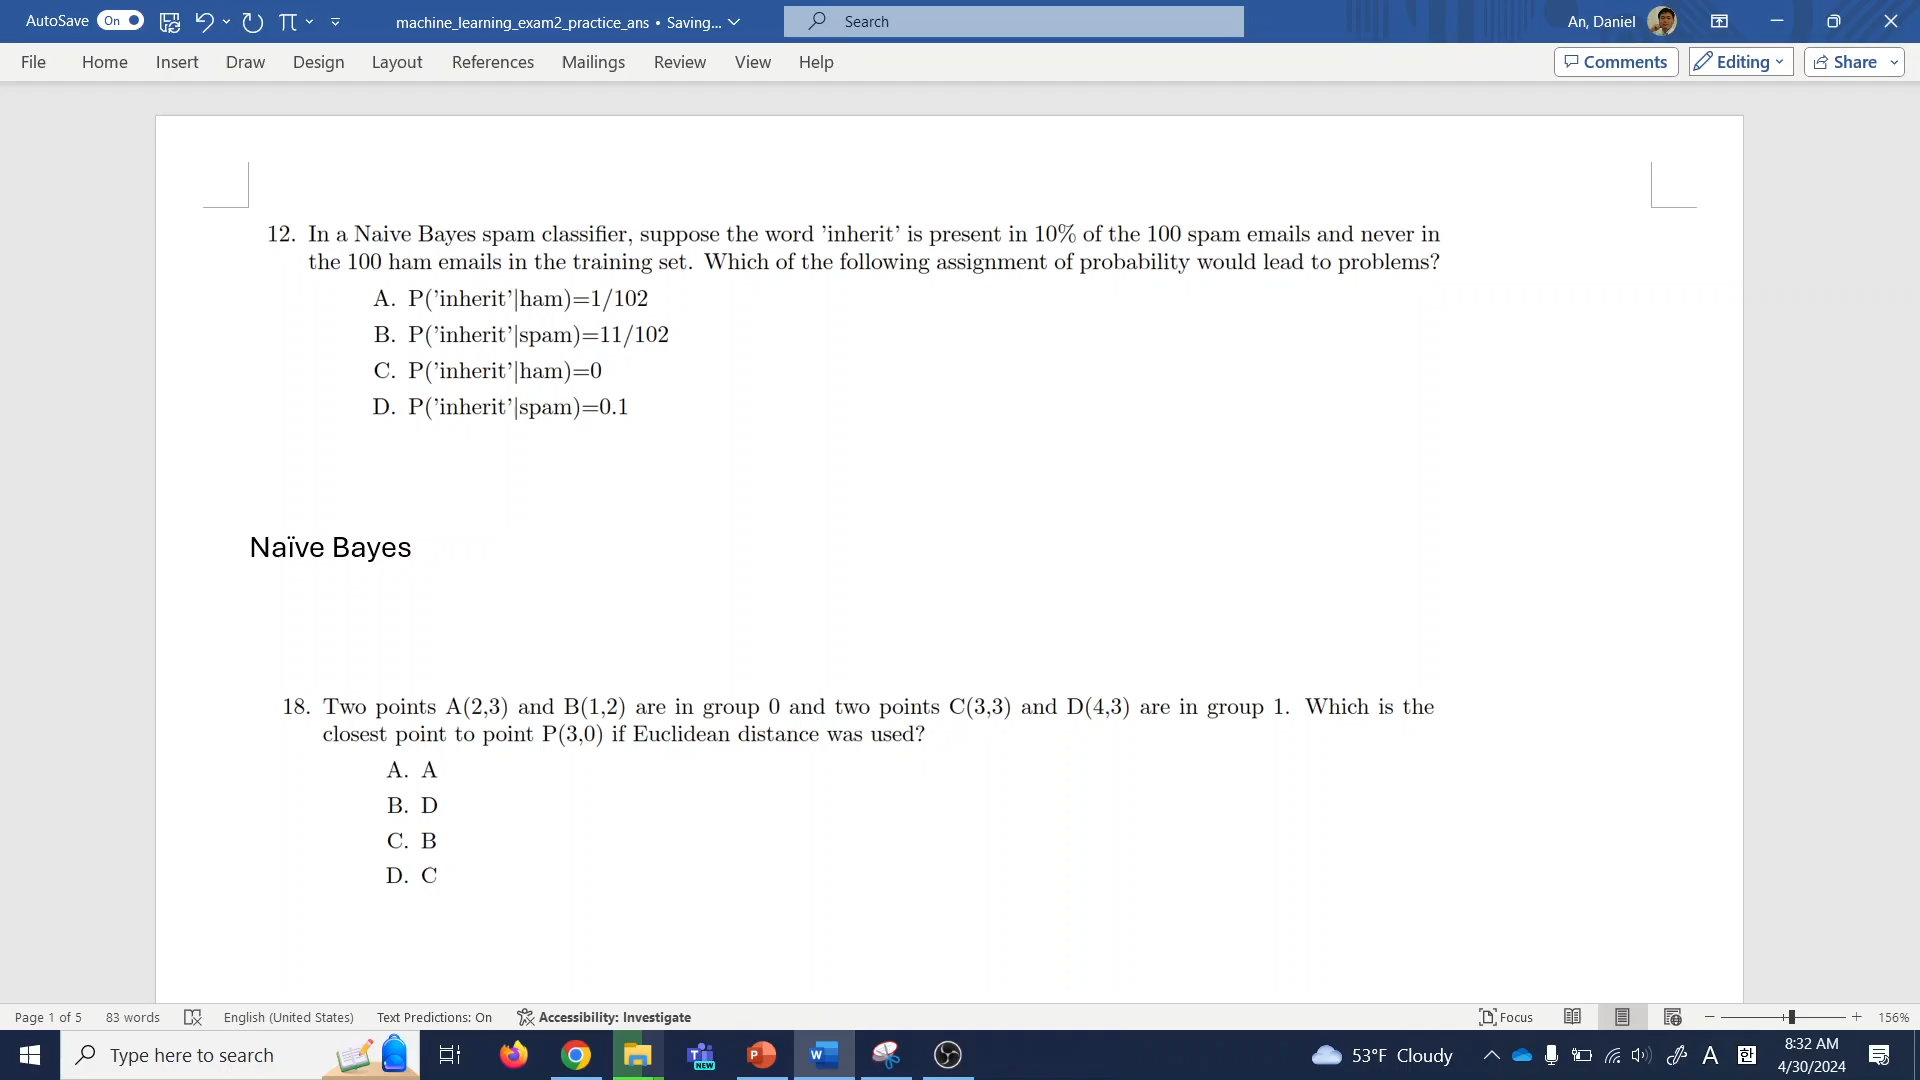 AutoSave On machine_learning_exam2_practice_ans • Saving... Search An, Daniel
File Home Insert Draw Design Layout References Mailings Review View Help Comments Editing Share
12. In a Naive Bayes spam classifier, suppose the word 'inherit' is present in 10% of the 100 spam emails and never in
the 100 ham emails in the training set. Which of the following assignment of probability would lead to problems?
A. P('inherit'|ham)=1/102
B. P('inherit'|spam)=11/102
C. P('inherit'|ham)=0
D. P('inherit'|spam)=0.1
Naïve Bayes
18. Two points A(2,3) and B(1,2) are in group 0 and two points C(3,3) and D(4,3) are in group 1. Which is the
closest point to point P(3,0) if Euclidean distance was used?
A. A
B. D
C. B
D. C
Page 1 of 5 83 words English (United States) Text Predictions: On Accessibility: Investigate Focus 156%
Type here to search NEW 53°F Cloudy A 한 8:32 AM
4/30/2024